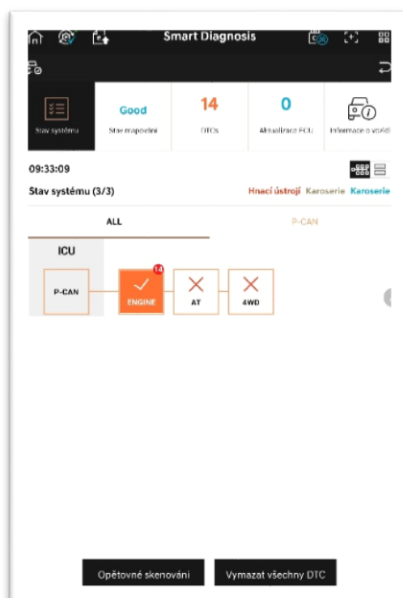 Smart Diagnosis
Good 14 0
Stav systému Stav mapování DTCs Aktualizace ECU Informace o vozidl
09:33:09
Stav systému (3/3) Hnací ústrojí Karoserie Karoserie
ALL P-CAN
ICU
14
P-CAN ENGINE AT 4WD
Opětovné skenování Vymazat všechny DTC